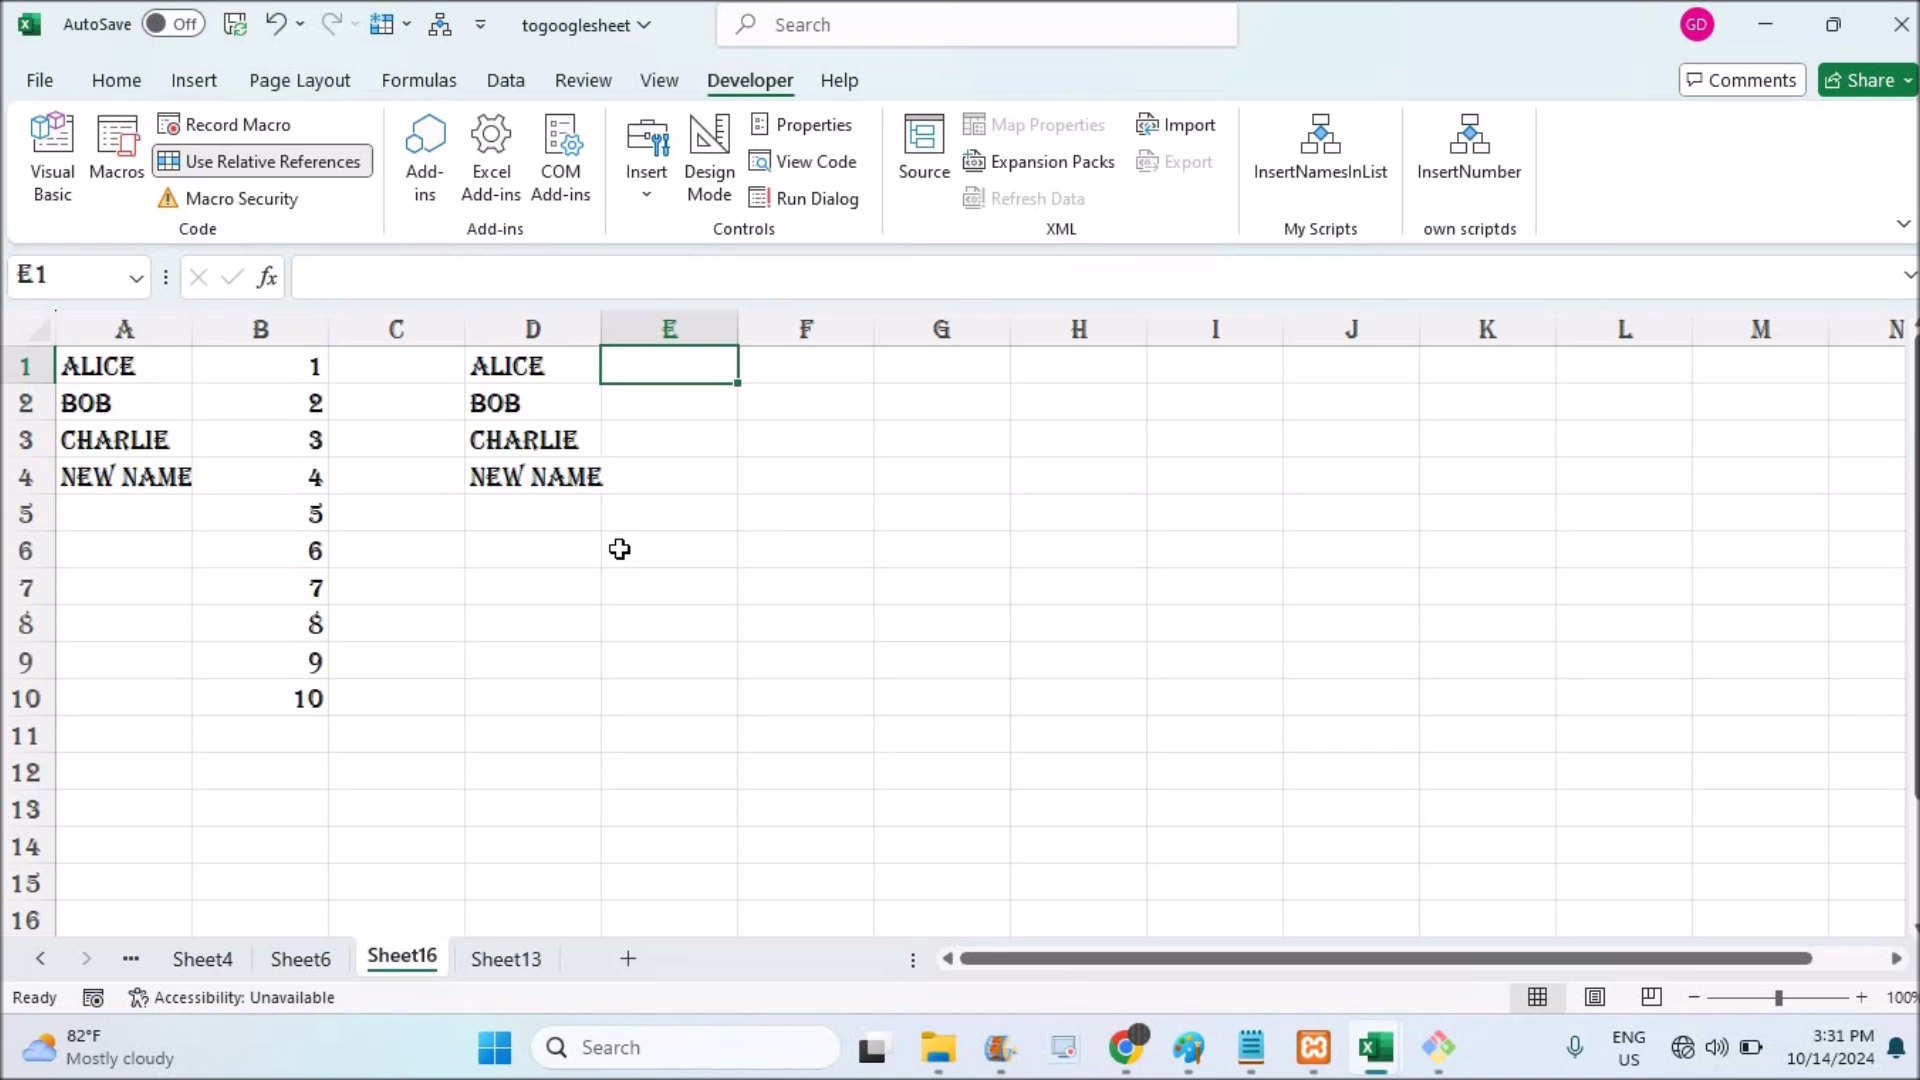 AutoSave Off togooglesheet Search GD
File Home Insert Page Layout Formulas Data Review View Developer Help Comments Share
Visual Basic
Macros
Record Macro
Use Relative References
Macro Security
Code
Add-ins
Excel Add-ins
COM Add-ins
Add-ins
Insert
Design Mode
Properties
View Code
Run Dialog
Controls
Source
Map Properties
Expansion Packs
Refresh Data
Import
Export
XML
InsertNamesInList
My Scripts
InsertNumber
own scriptds
E1 fx
A B C D E F G H I J K L M N
1 ALICE 1 ALICE
2 BOB 2 BOB
3 CHARLIE 3 CHARLIE
4 NEW NAME 4 NEW NAME
5 5
6 6
7 7
8 8
9 9
10 10
11
12
13
14
15
16
Sheet4 Sheet6 Sheet16 Sheet13
Ready Accessibility: Unavailable 100%
82°F
Mostly cloudy
Search
ENG
US
3:31 PM
10/14/2024